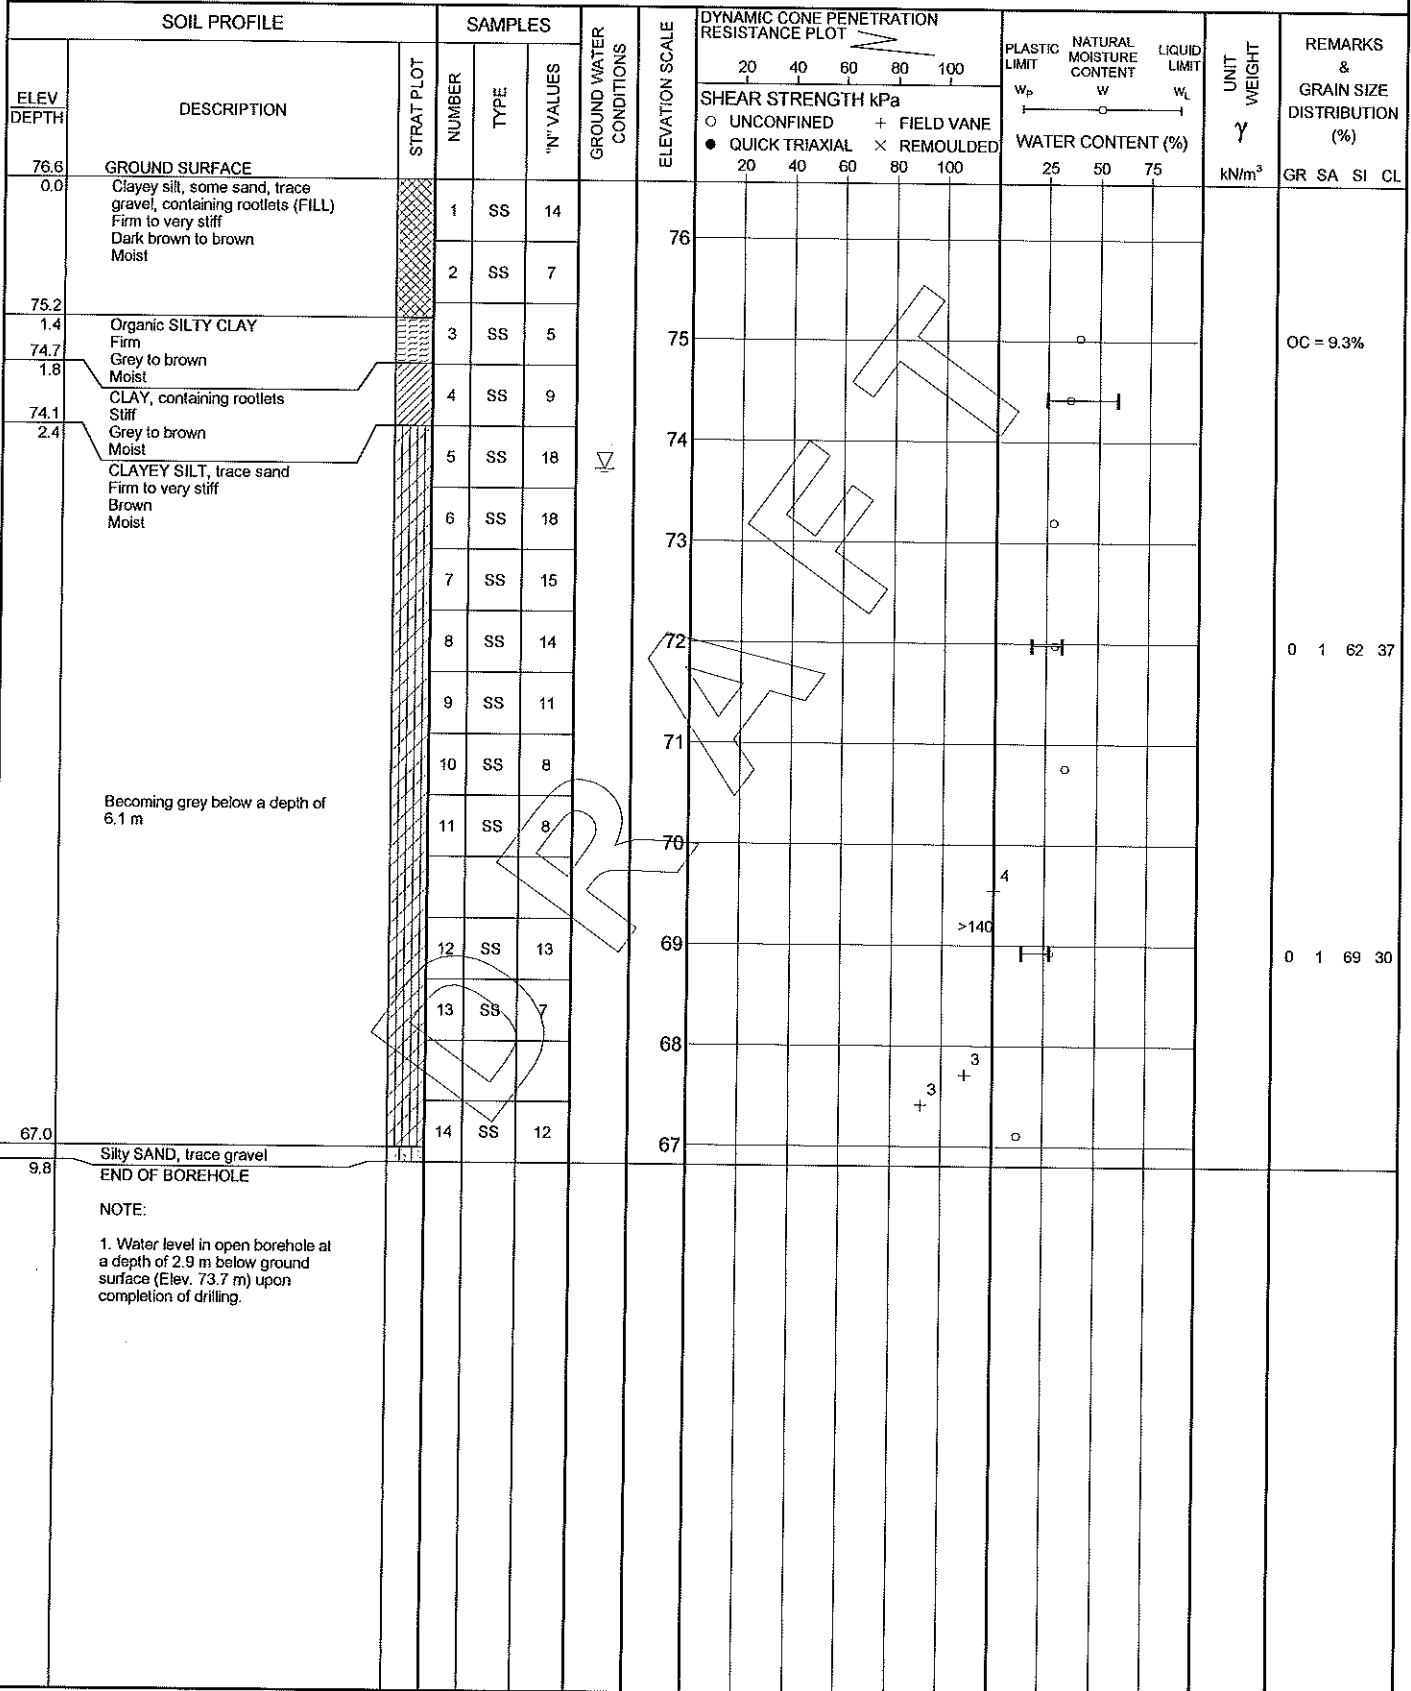 SOIL PROFILE
SAMPLES
GROUND WATER CONDITIONS
ELEVATION SCALE
DYNAMIC CONE PENETRATION
RESISTANCE PLOT
20 40 60 80 100
SHEAR STRENGTH kPa
○ UNCONFINED + FIELD VANE
● QUICK TRIAXIAL × REMOULDED
20 40 60 80 100
PLASTIC LIMIT
NATURAL MOISTURE CONTENT
LIQUID LIMIT
WP W WL
WATER CONTENT (%)
25 50 75
UNIT WEIGHT
γ
kN/m³
REMARKS
&
GRAIN SIZE
DISTRIBUTION
(%)
GR SA SI CL
ELEV
DEPTH
DESCRIPTION
STRAT PLOT
NUMBER
TYPE
"N" VALUES
76.6 GROUND SURFACE
0.0 Clayey silt, some sand, trace
gravel, containing rootlets (FILL)
Firm to very stiff
Dark brown to brown
Moist
1 SS 14
76
2 SS 7
75.2
1.4 Organic SILTY CLAY
Firm
Grey to brown
Moist
3 SS 5
75
OC = 9.3%
74.7
1.8
CLAY, containing rootlets
Stiff
Grey to brown
Moist
4 SS 9
74.1
2.4
74
CLAYEY SILT, trace sand
Firm to very stiff
Brown
Moist
5 SS 18
6 SS 18
73
7 SS 15
8 SS 14
72
0 1 62 37
9 SS 11
71
10 SS 8
Becoming grey below a depth of
6.1 m
11 SS 8
70
4
>140
12 SS 13
69
0 1 69 30
13 SS 7
68
3
3
14 SS 12
67.0
67
Silty SAND, trace gravel
9.8
END OF BOREHOLE
NOTE:
1. Water level in open borehole at
a depth of 2.9 m below ground
surface (Elev. 73.7 m) upon
completion of drilling.
DRAFT